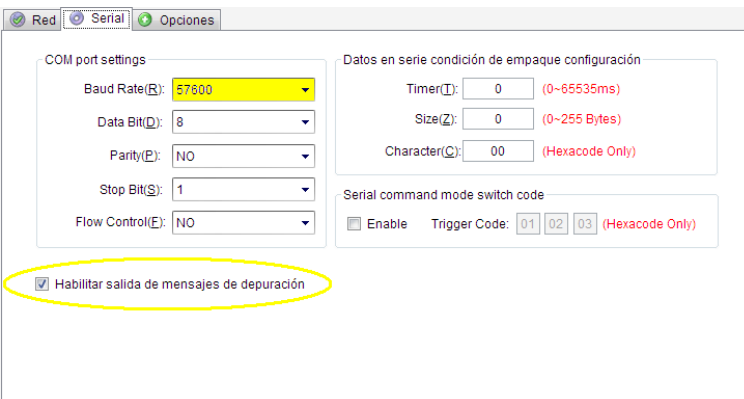 Red Serial Opciones
COM port settings
Baud Rate(R): 57600
Data Bit(D): 8
Parity(P): NO
Stop Bit(S): 1
Flow Control(F): NO
Datos en serie condición de empaque configuración
Timer(T): 0 (0~65535ms)
Size(Z): 0 (0~255 Bytes)
Character(C): 00 (Hexacode Only)
Serial command mode switch code
Enable Trigger Code: 01 02 03 (Hexacode Only)
Habilitar salida de mensajes de depuración